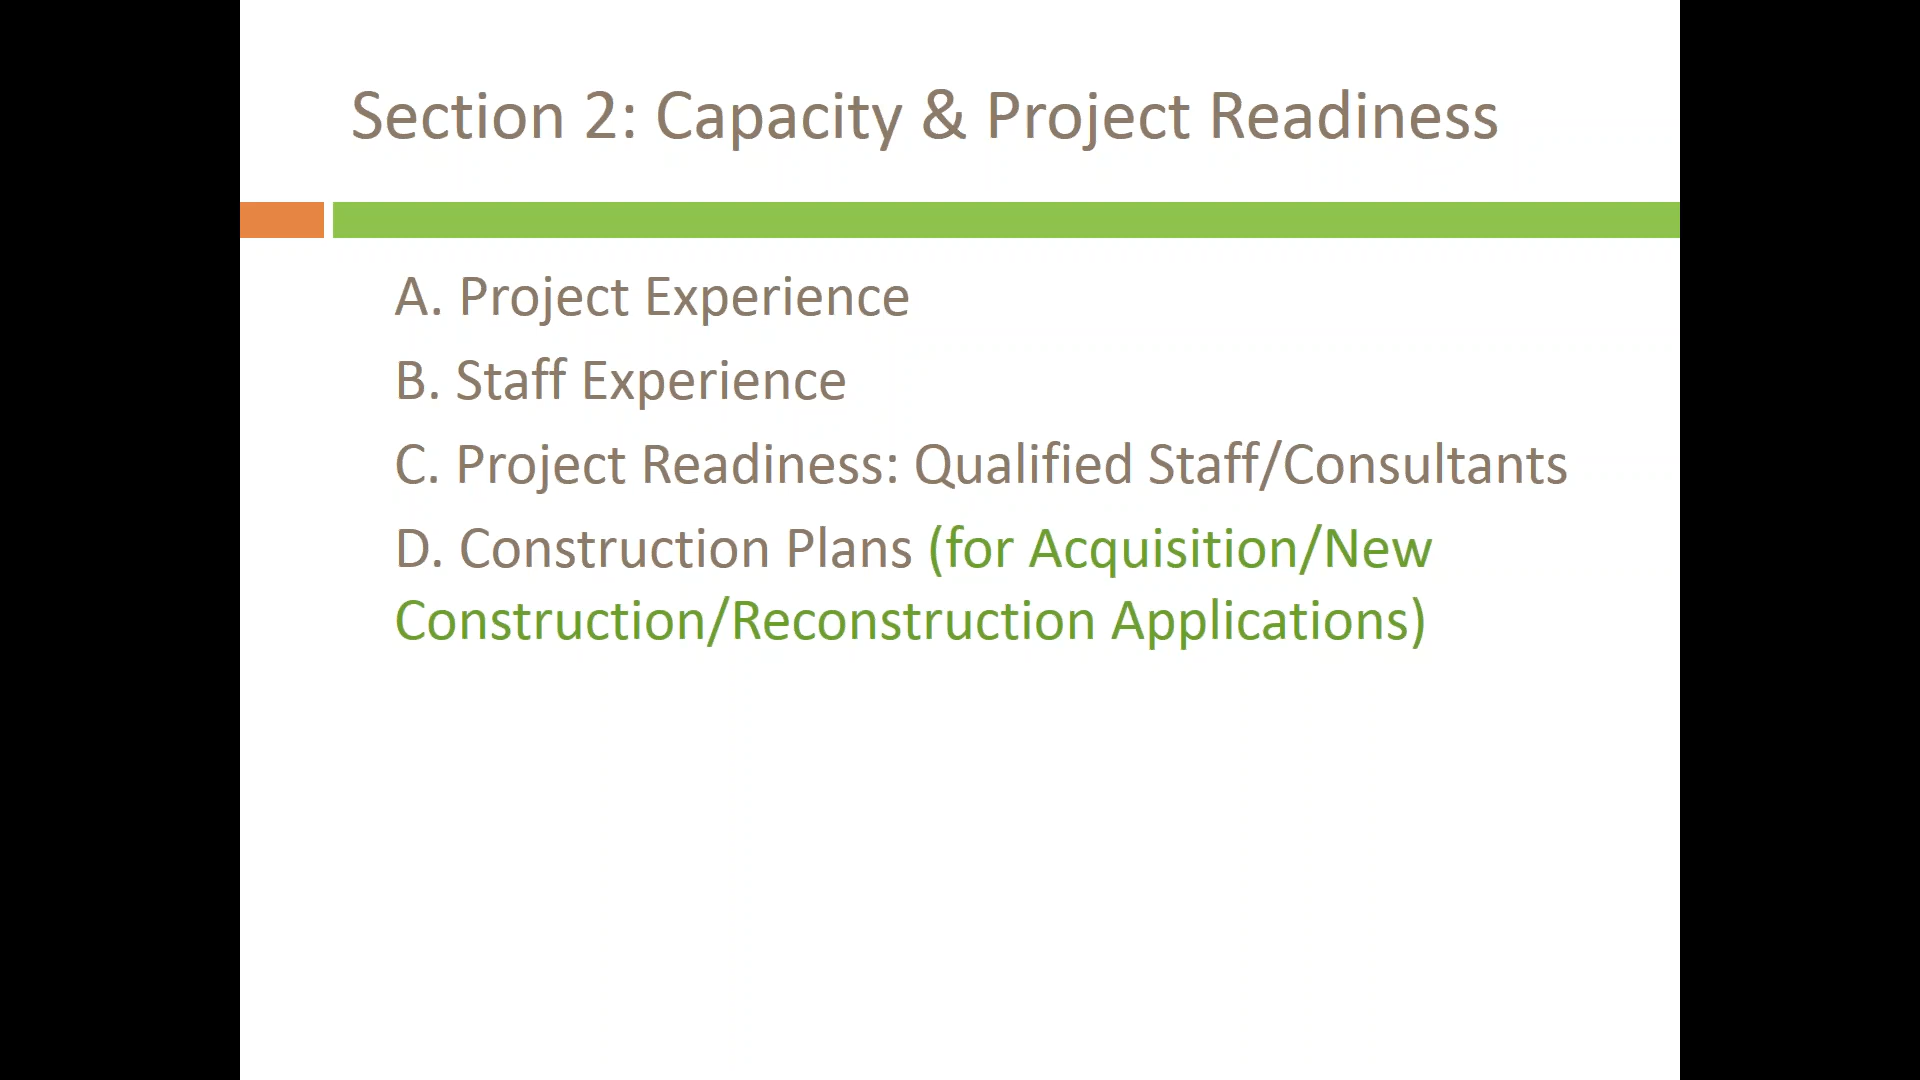 Section 2: Capacity & Project Readiness
A. Project Experience
B. Staff Experience
C. Project Readiness: Qualified Staff/Consultants
D. Construction Plans (for Acquisition/New
Construction/Reconstruction Applications)